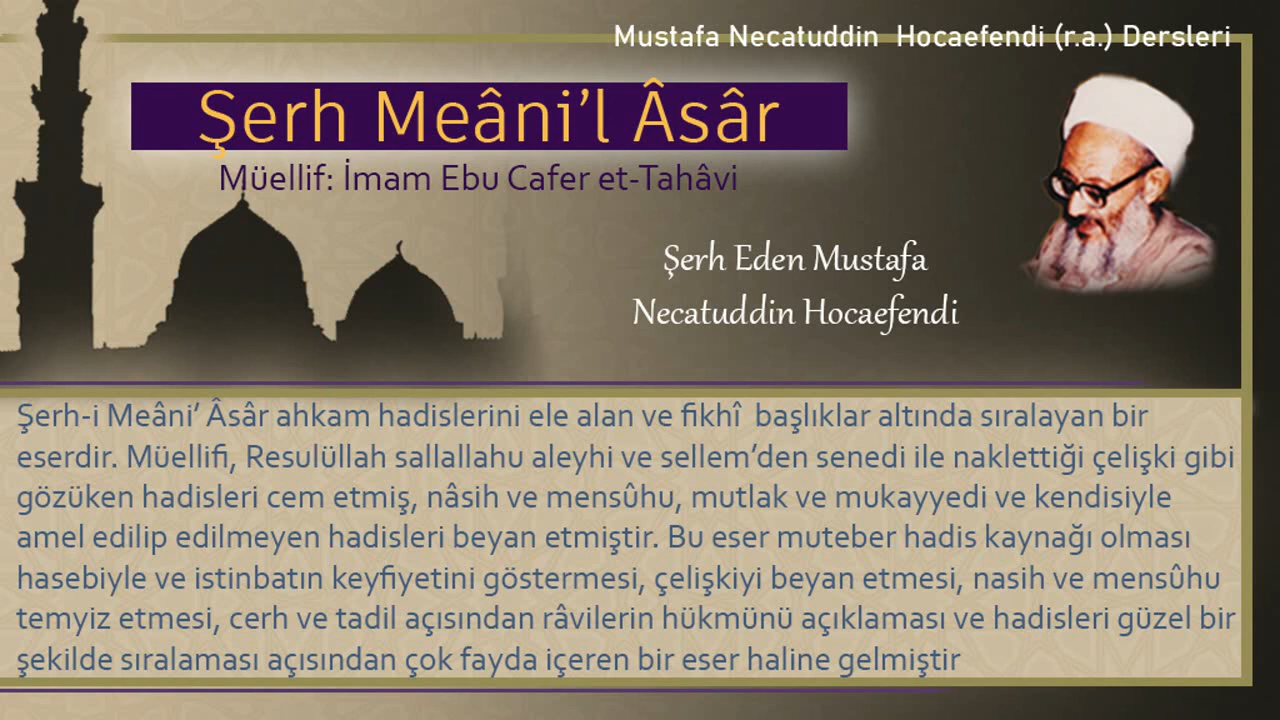 Mustafa Necatuddin Hocaefendi (r.a.) Dersleri
Şerh Meâni’l Âsâr
Müellif: İmam Ebu Cafer et-Tahâvi
Şerh Eden Mustafa
Necatuddin Hocaefendi
Şerh-i Meâni’ Âsâr ahkam hadislerini ele alan ve fikhî başlıklar altında sıralayan bir
eserdir. Müellifi, Resulüllah sallallahu aleyhi ve sellem’den senedi ile naklettiği çelişki gibi
gözüken hadisleri cem etmiş, nâsih ve mensûhu, mutlak ve mukayyedi ve kendisiyle
amel edilip edilmeyen hadisleri beyan etmiştir. Bu eser muteber hadis kaynağı olması
hasebiyle ve istinbatın keyfiyetini göstermesi, çelişkiyi beyan etmesi, nasih ve mensûhu
temyiz etmesi, cerh ve tadil açısından râvilerin hükmünü açıklaması ve hadisleri güzel bir
şekilde sıralaması açısından çok fayda içeren bir eser haline gelmiştir